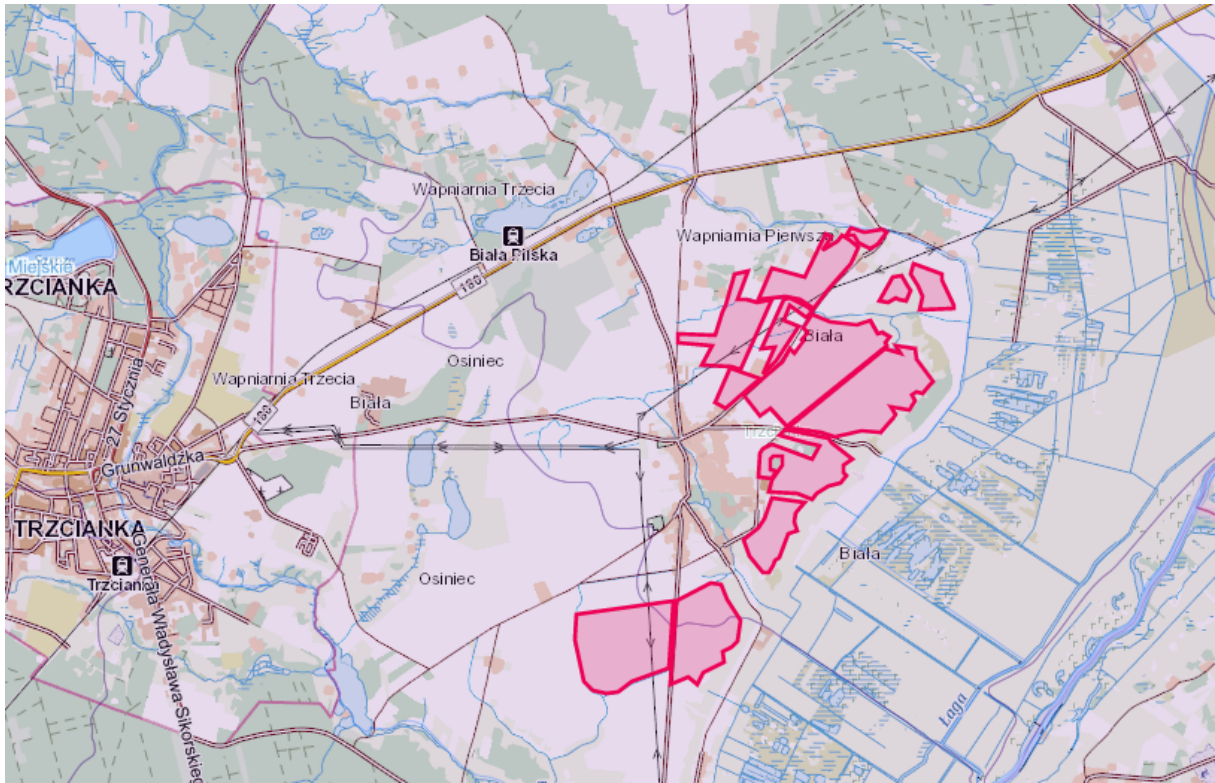 Wapniarnia Trzecia
Wapniarnia Pierwsza
Biała Pilska
Miejskie
RZCIANKA
180
Biała
Osiniec
27 Stycznia
Wapniarnia Trzecia
Biała
180
Grunwaldzka
TRZCIANKA
Trzcianka
Generała Władysława Sikorskiego
Osiniec
Biała
Łaga